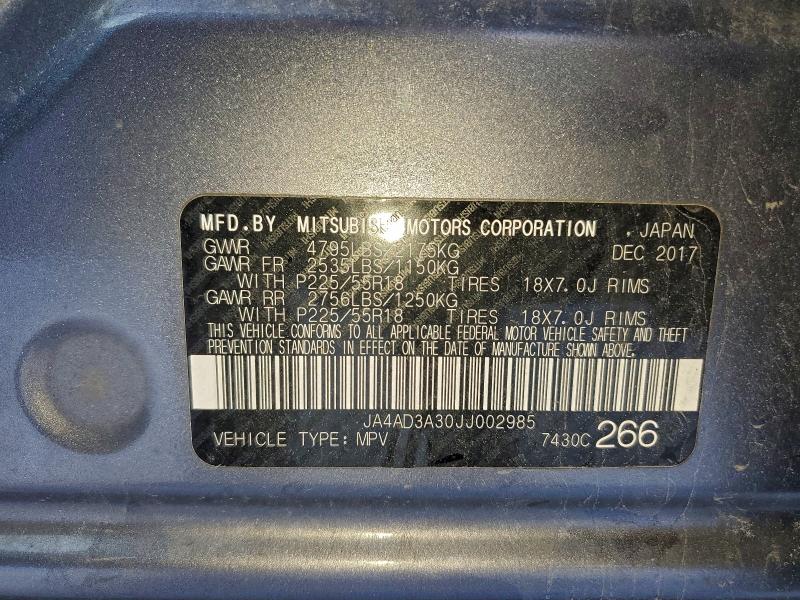 MFD.BY MITSUBISHI MOTORS CORPORATION , JAPAN
GVWR 4795LBS/2175KG DEC 2017
GAWR FR 2535LBS/1150KG
WITH P225/55R18 TIRES 18X7.0J RIMS
GAWR RR 2756LBS/1250KG
WITH P225/55R18 TIRES 18X7.0J RIMS
THIS VEHICLE CONFORMS TO ALL APPLICABLE FEDERAL MOTOR VEHICLE SAFETY AND THEFT
PREVENTION STANDARDS IN EFFECT ON THE DATE OF MANUFACTURE SHOWN ABOVE.
JA4AD3A30JJ002985
VEHICLE TYPE: MPV 7430C 266